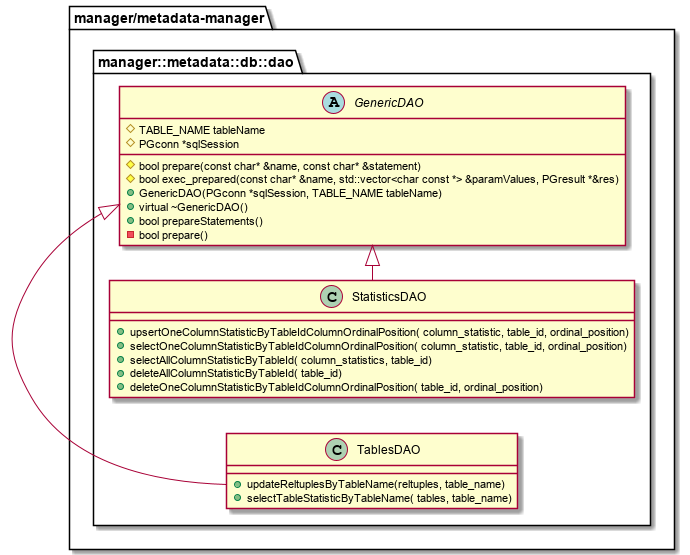 manager/metadata-manager
manager::metadata::db::dao
A GenericDAO
TABLE_NAME tableName
PGconn *sqlSession
bool prepare(const char* &name, const char* &statement)
bool exec_prepared(const char* &name, std::vector<char const *> &paramValues, PGresult *&res)
GenericDAO(PGconn *sqlSession, TABLE_NAME tableName)
virtual ~GenericDAO()
bool prepareStatements()
bool prepare()
C StatisticsDAO
upsertOneColumnStatisticByTableIdColumnOrdinalPosition( column_statistic, table_id, ordinal_position)
selectOneColumnStatisticByTableIdColumnOrdinalPosition( column_statistic, table_id, ordinal_position)
selectAllColumnStatisticByTableId( column_statistics, table_id)
deleteAllColumnStatisticByTableId( table_id)
deleteOneColumnStatisticByTableIdColumnOrdinalPosition( table_id, ordinal_position)
C TablesDAO
updateReltuplesByTableName(reltuples, table_name)
selectTableStatisticByTableName( tables, table_name)